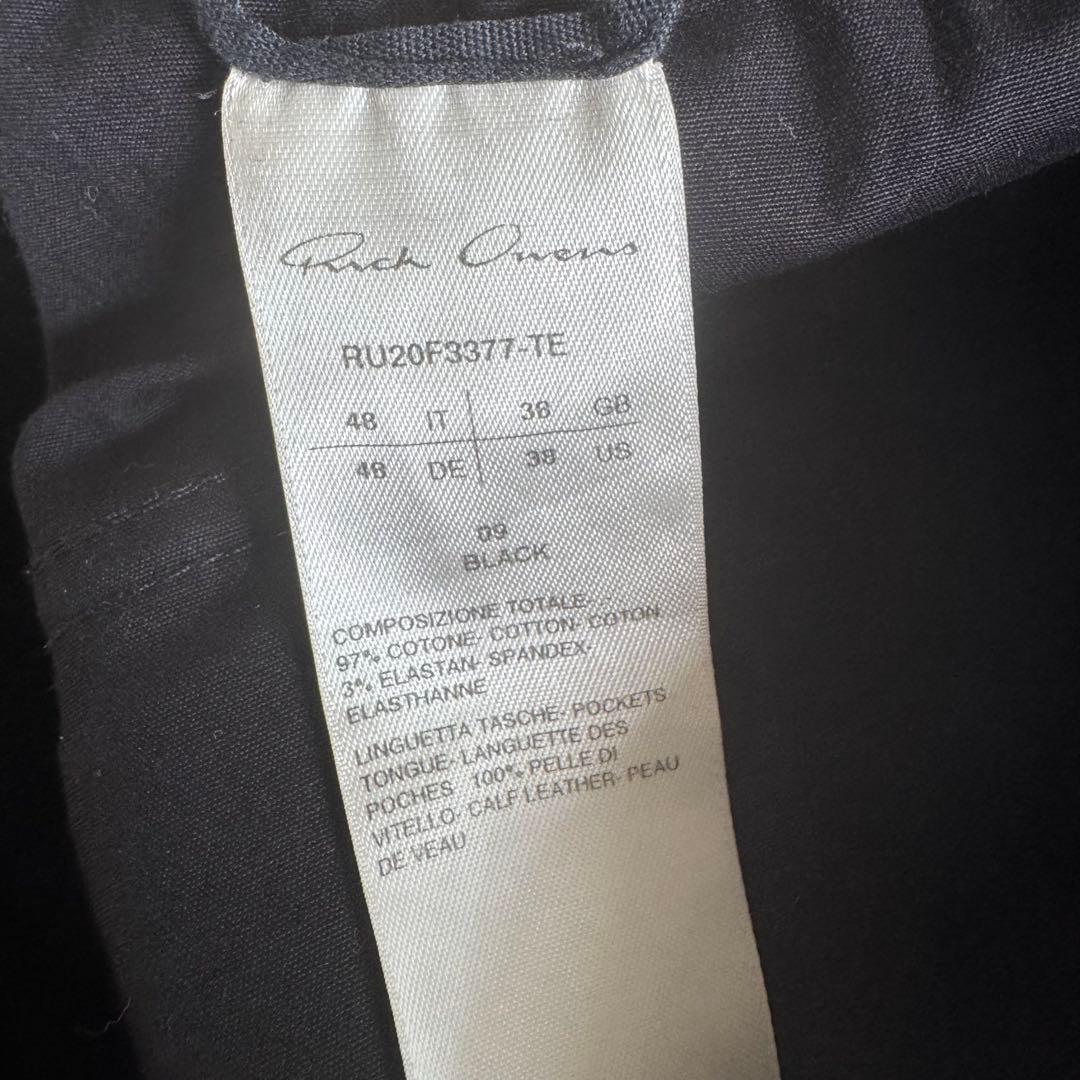 Rick Owens
RU20F3377-TE
48 IT 38 GB
48 DE 38 US
09
BLACK
COMPOSIZIONE TOTALE- -
97% COTONE- COTTON- COTON
3% ELASTAN- SPANDEX-
ELASTHANNE
LINGUETTA TASCHE- POCKETS
TONGUE- LANGUETTE DES
POCHES 100% PELLE DI
VITELLO- CALF LEATHER- PEAU
DE VEAU